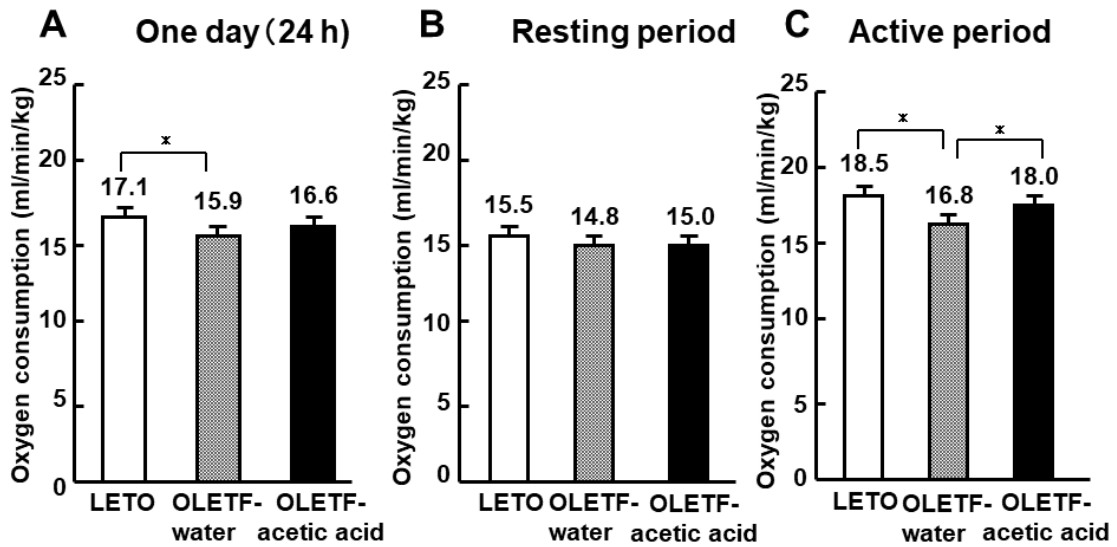 A One day (24 h)
Oxygen consumption (ml/min/kg)
25
20
15
10
5
0
*
17.1
15.9
16.6
LETO
OLETF-
water
OLETF-
acetic acid
B Resting period
Oxygen consumption (ml/min/kg)
25
20
15
10
5
0
15.5
14.8
15.0
LETO
OLETF-
water
OLETF-
acetic acid
C Active period
Oxygen consumption (ml/min/kg)
25
20
15
10
5
0
*
*
18.5
16.8
18.0
LETO
OLETF-
water
OLETF-
acetic acid